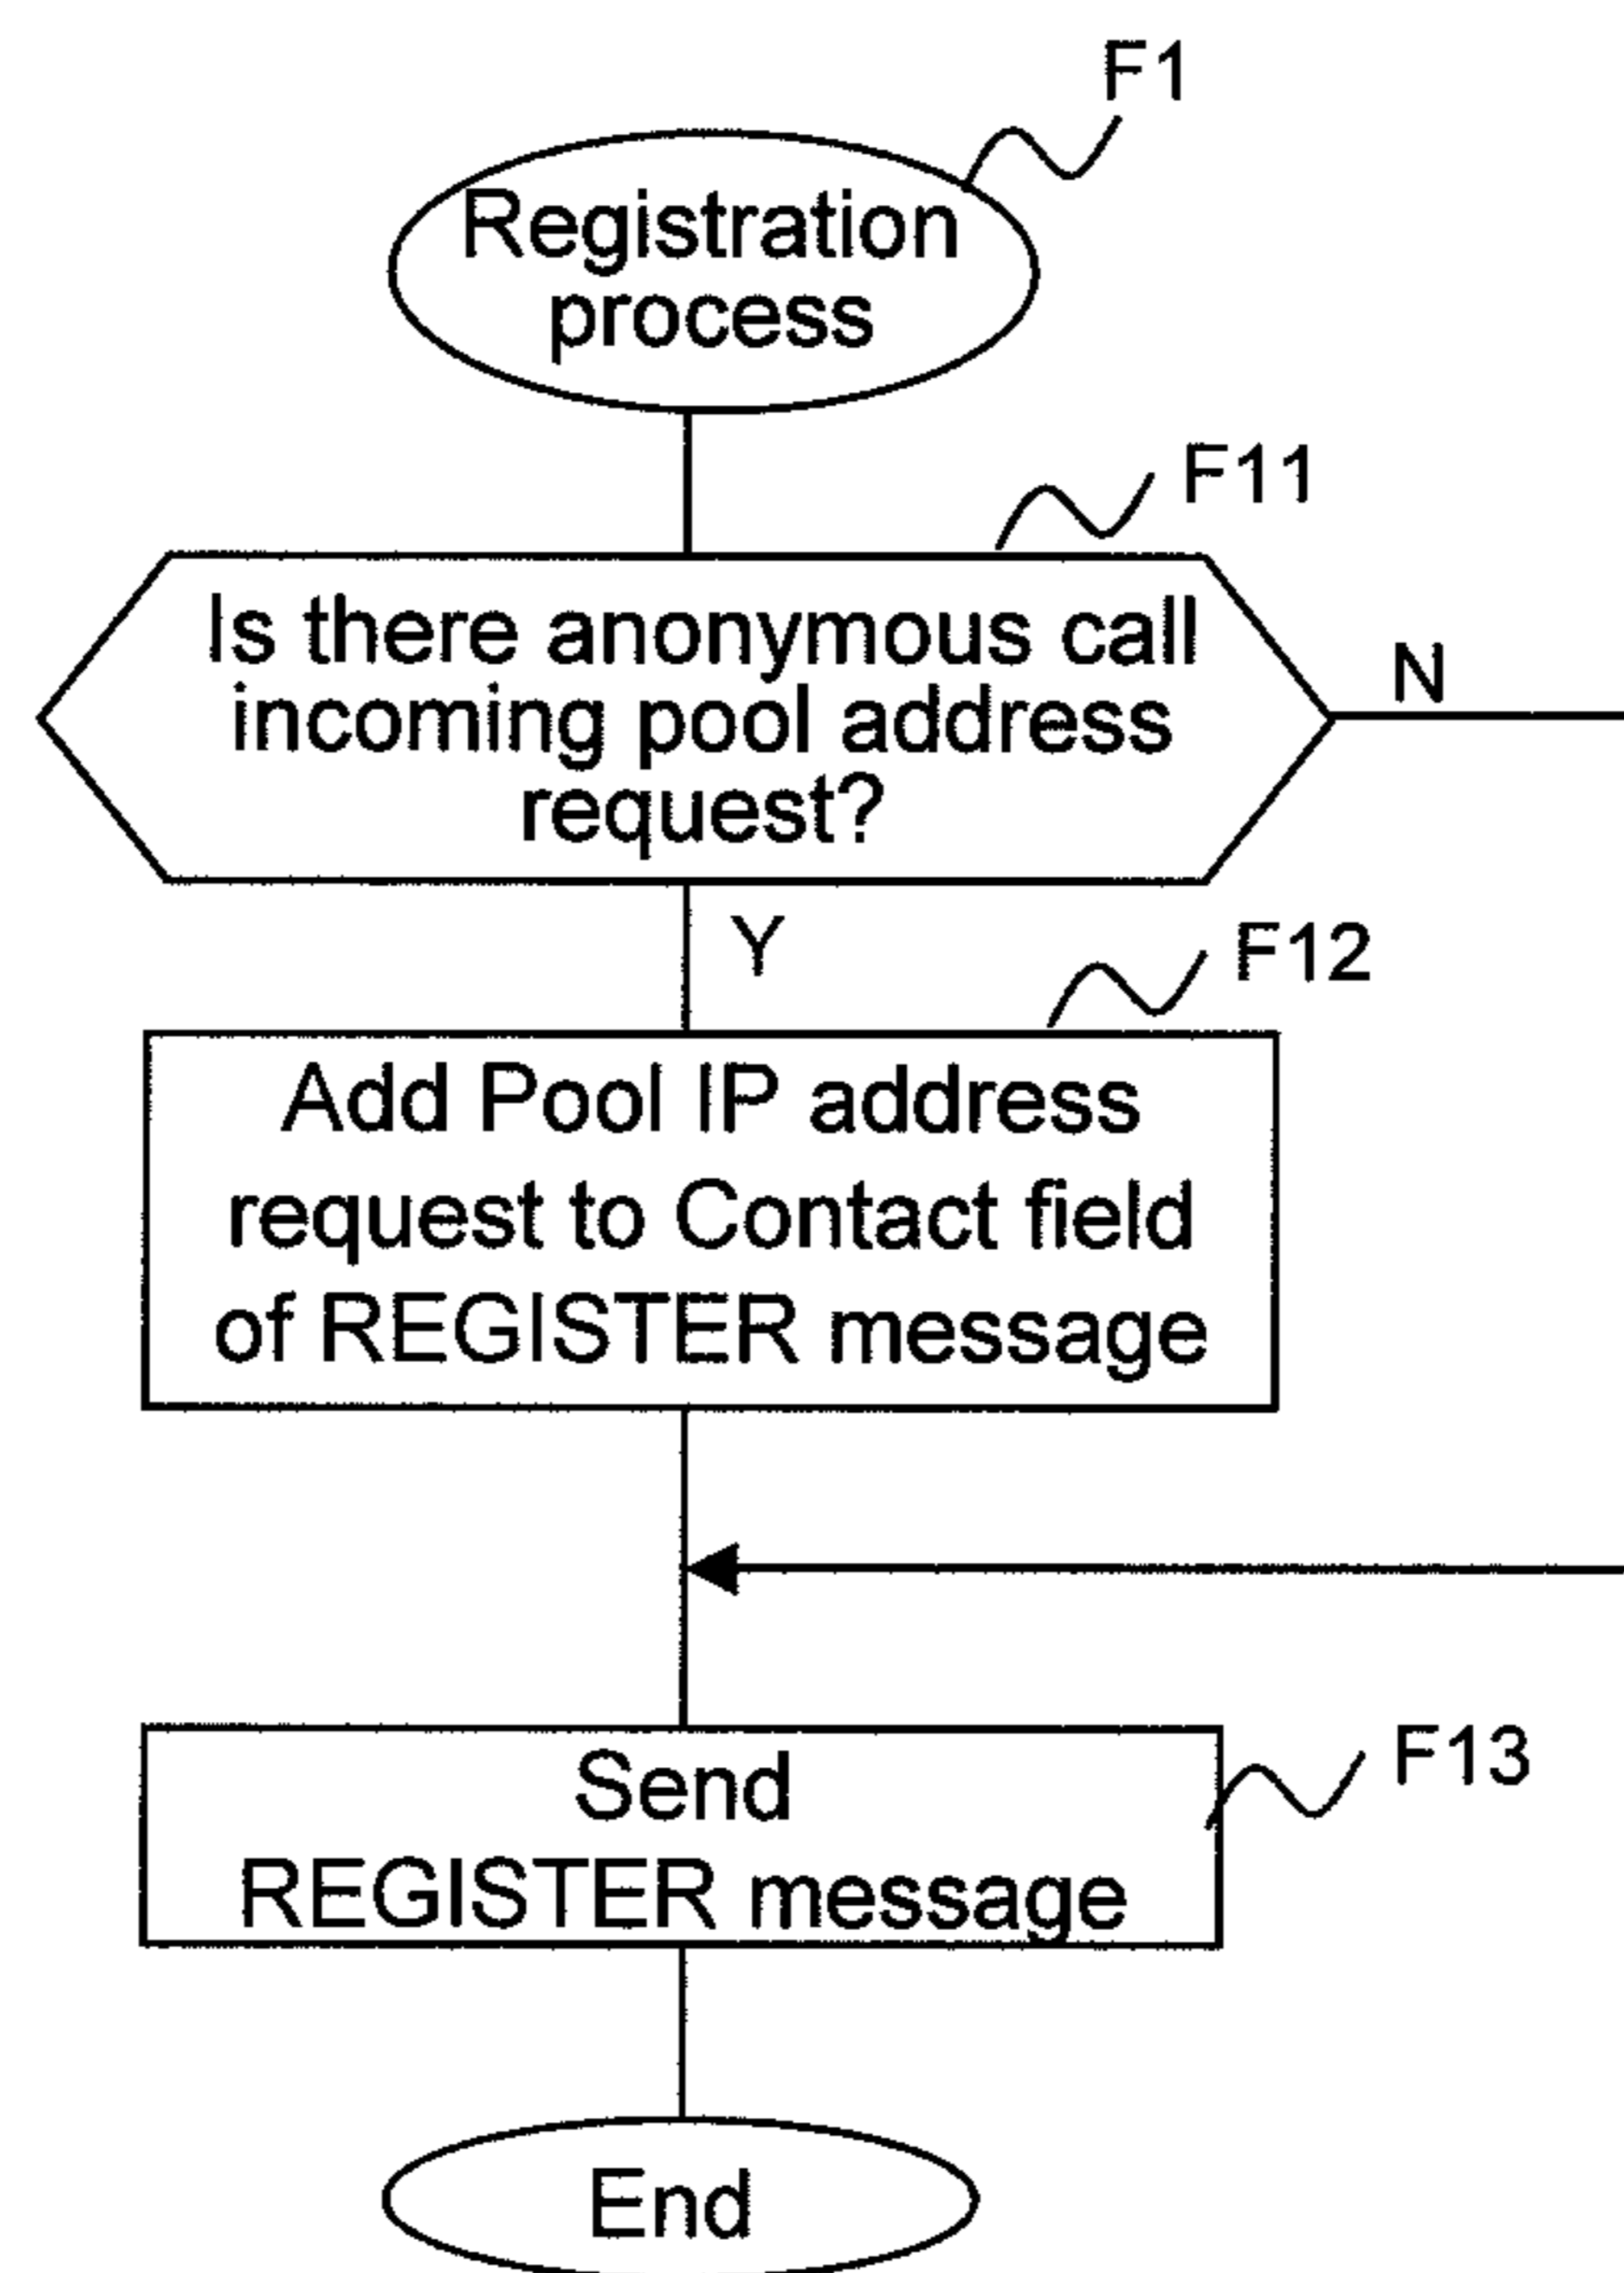 F1
Registration
process
F11
Is there anonymous call
incoming pool address
request?
N
Y
F12
Add Pool IP address
request to Contact field
of REGISTER message
Send
REGISTER message
F13
End